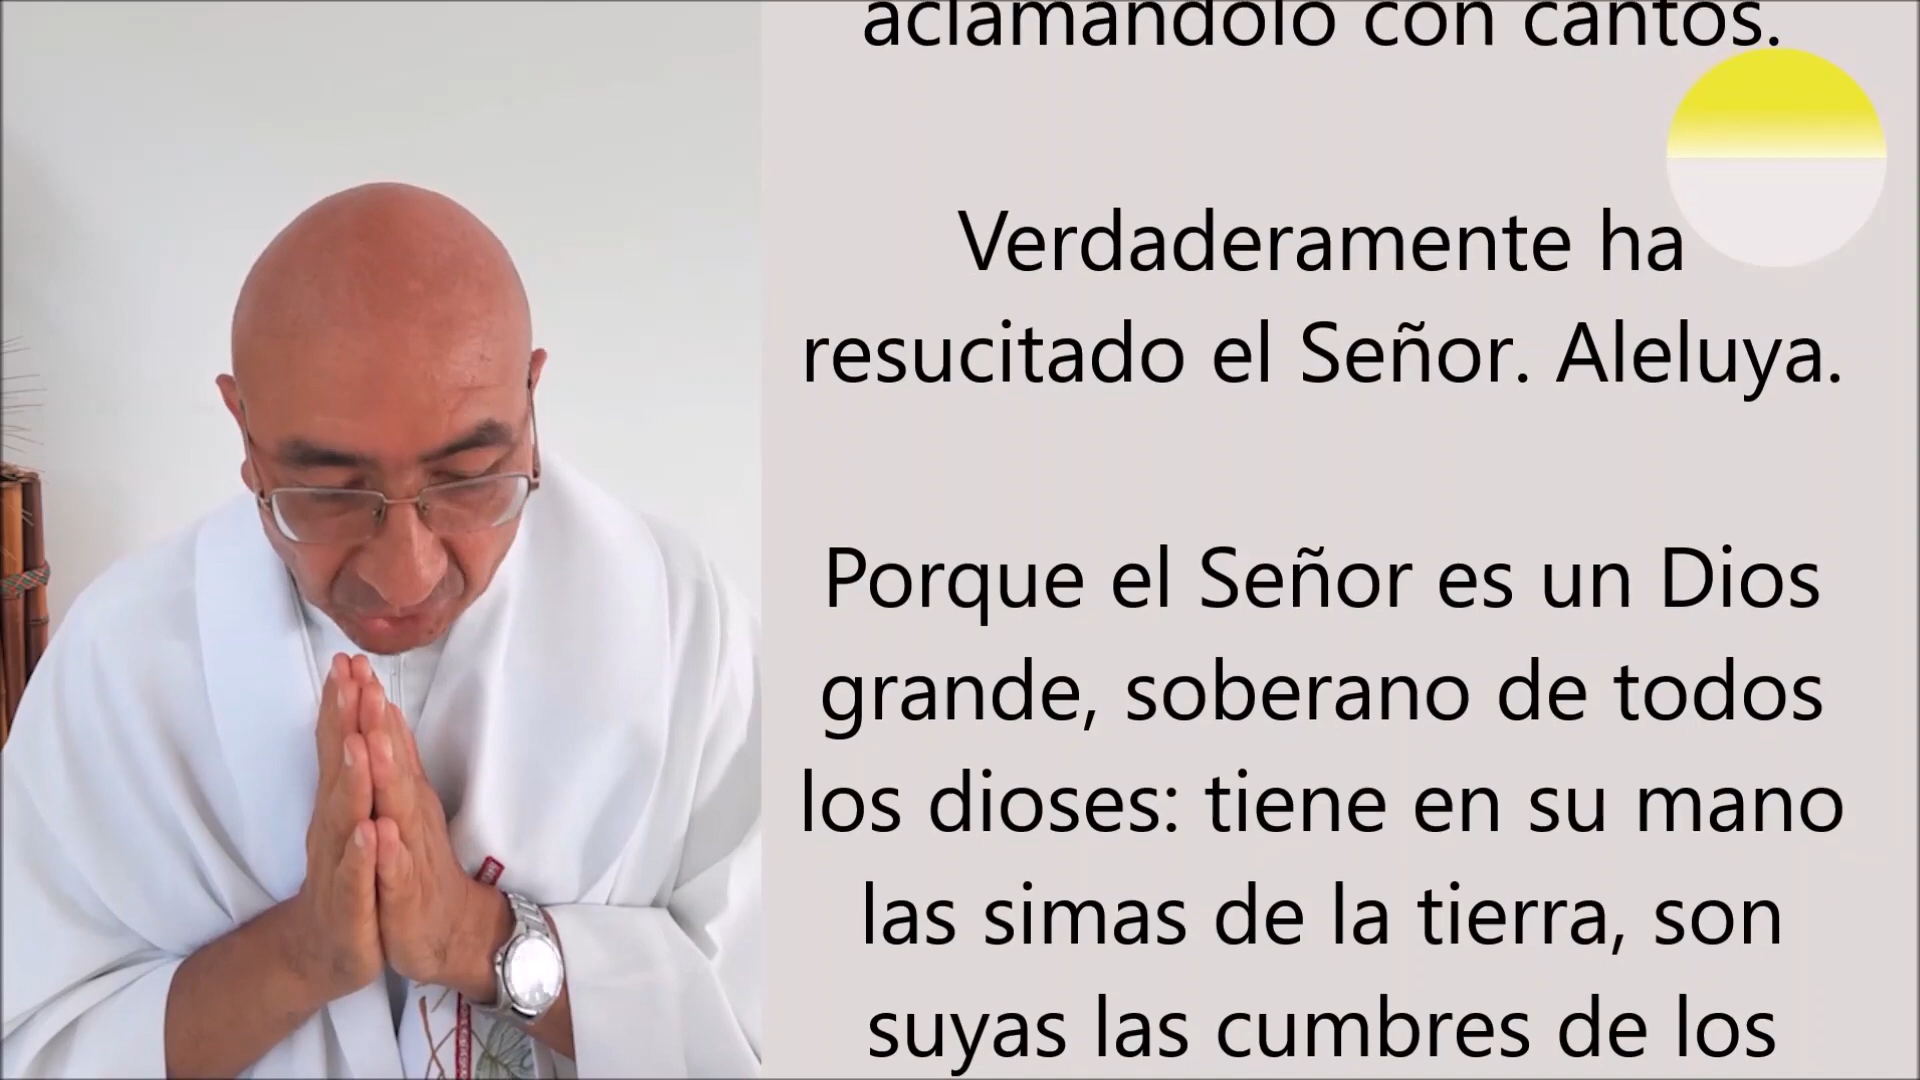 aclamándolo con cantos.
Verdaderamente ha
resucitado el Señor. Aleluya.
Porque el Señor es un Dios
grande, soberano de todos
los dioses: tiene en su mano
las simas de la tierra, son
suyas las cumbres de los